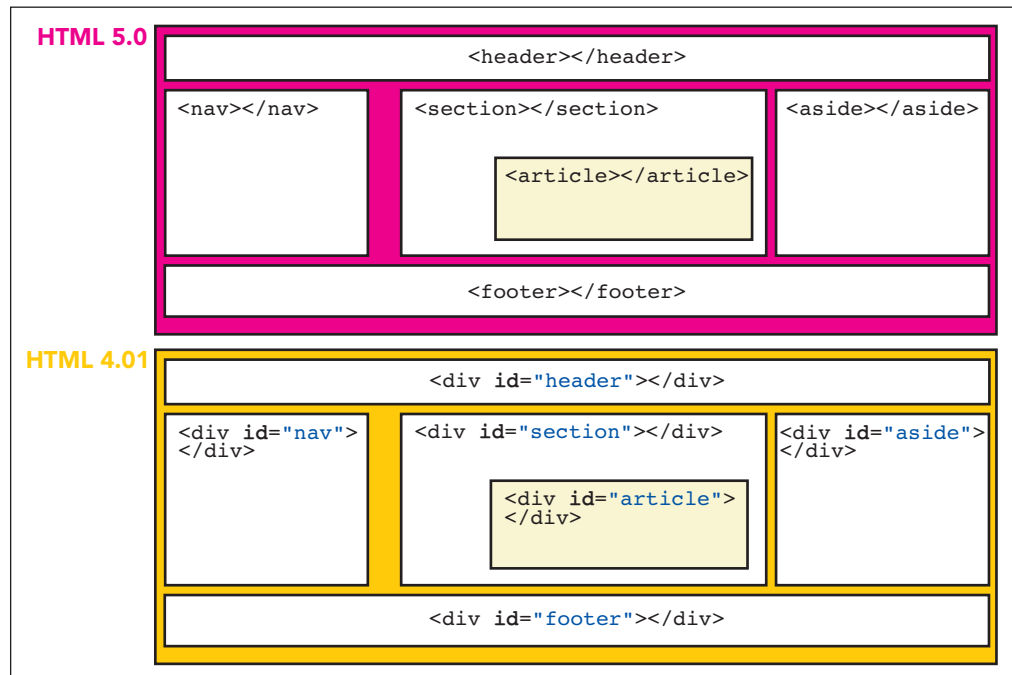 HTML 5.0
<header></header>
<nav></nav>
<section></section>
<aside></aside>
<article></article>
<footer></footer>
HTML 4.01
<div id="header"></div>
<div id="nav">
</div>
<div id="section"></div>
<div id="aside">
</div>
<div id="article">
</div>
<div id="footer"></div>